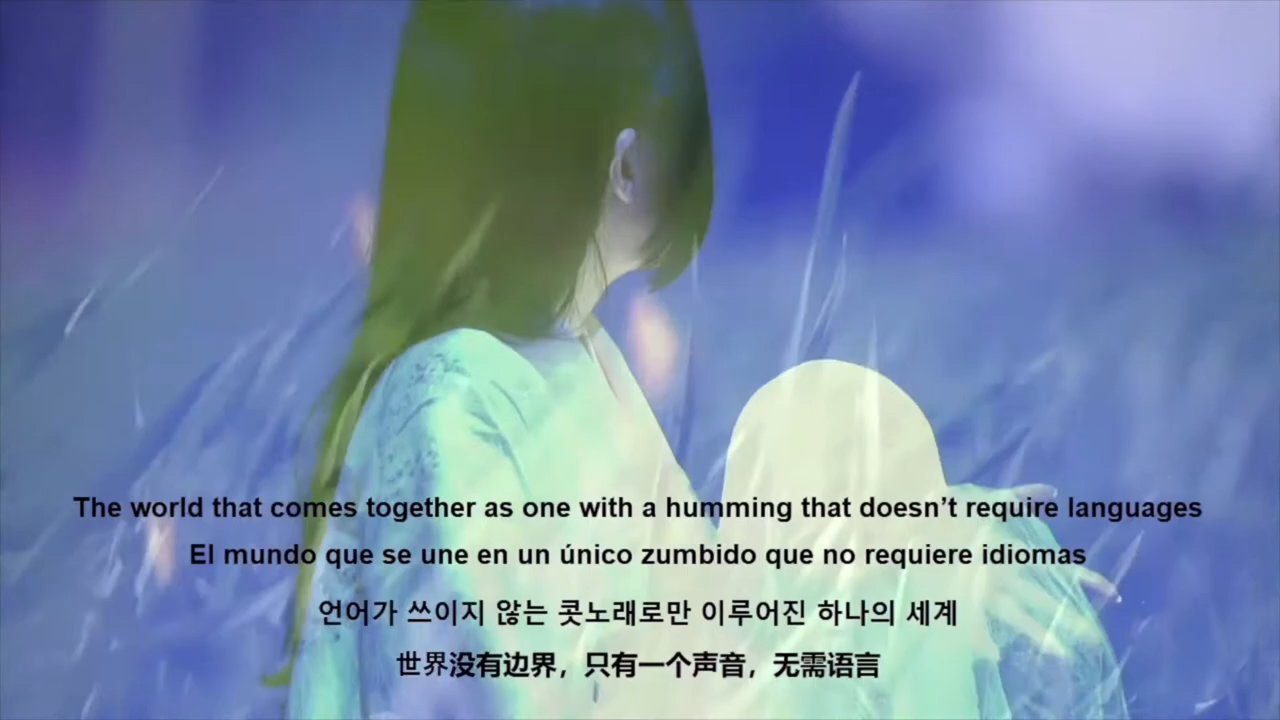 The world that comes together as one with a humming that doesn’t require languages
El mundo que se une en un único zumbido que no requiere idiomas
언어가 쓰이지 않는 콧노래로만 이루어진 하나의 세계
世界没有边界，只有一个声音，无需语言